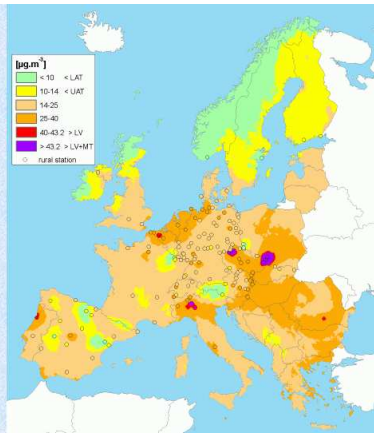 [µg.m⁻³]
< 10 < LAT
10-14 < UAT
14-25
25-40
40-43.2 > LV
> 43.2 > LV+MT
rural station